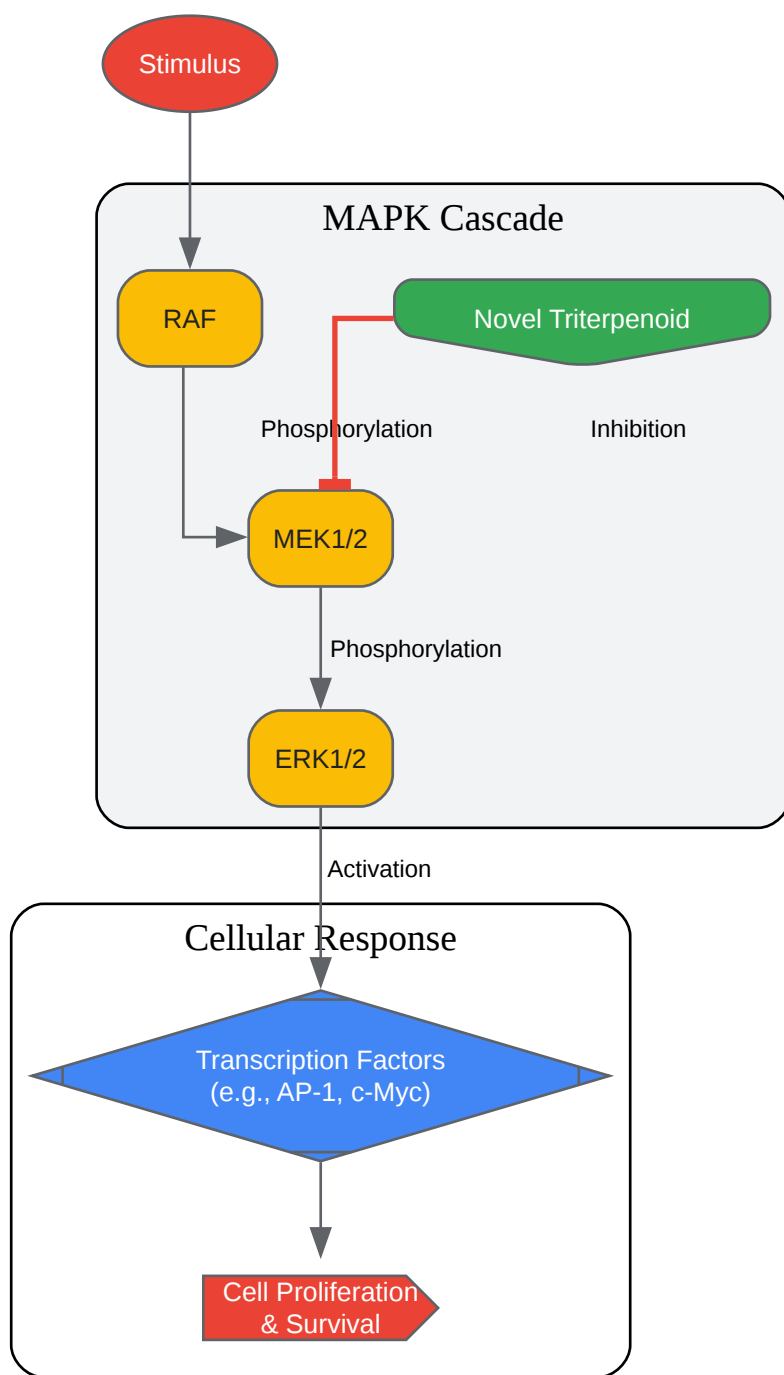 Stimulus
MAPK Cascade
RAF
Novel Triterpenoid
Phosphorylation
Inhibition
MEK1/2
Phosphorylation
ERK1/2
Activation
Cellular Response
Transcription Factors
(e.g., AP-1, c-Myc)
Cell Proliferation
& Survival